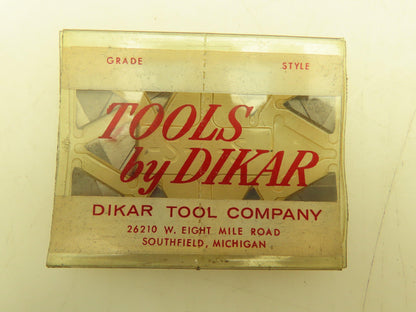 GRADE STYLE
TOOLS
by DIKAR
DIKAR TOOL COMPANY
26210 W. EIGHT MILE ROAD
SOUTHFIELD, MICHIGAN